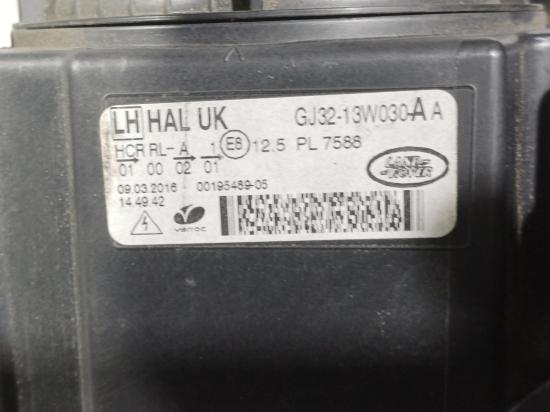 LH HAL UK GJ32-13W030-A A
HCR RL- A 1 E8 12.5 PL 7588
01 00 02 01
LAND ROVER
09.03.2016 00195489-05
14.49.42
varroc